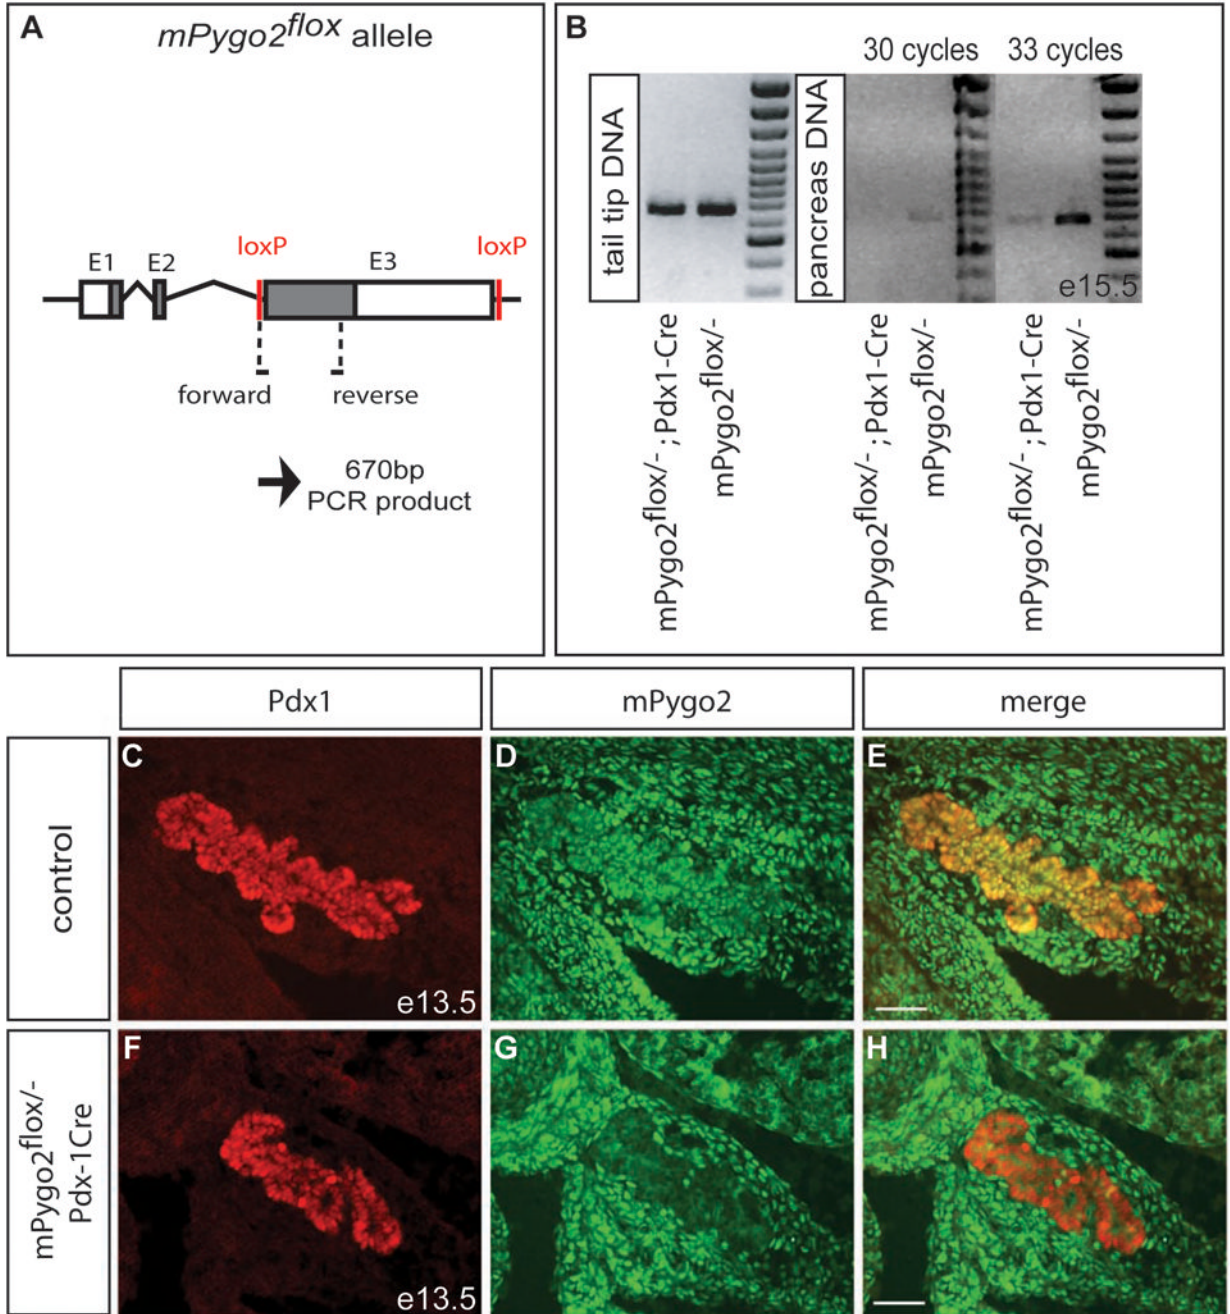 A
mPygo2flox allele
E1
E2
loxP
E3
loxP
forward
reverse
670bp
PCR product
B
30 cycles
33 cycles
tail tip DNA
pancreas DNA
e15.5
mPygo2flox/-; Pdx1-Cre
mPygo2flox/-
mPygo2flox/-; Pdx1-Cre
mPygo2flox/-
mPygo2flox/-; Pdx1-Cre
mPygo2flox/-
Pdx1
mPygo2
merge
control
C
e13.5
D
E
mPygo2flox/-
Pdx-1Cre
F
e13.5
G
H